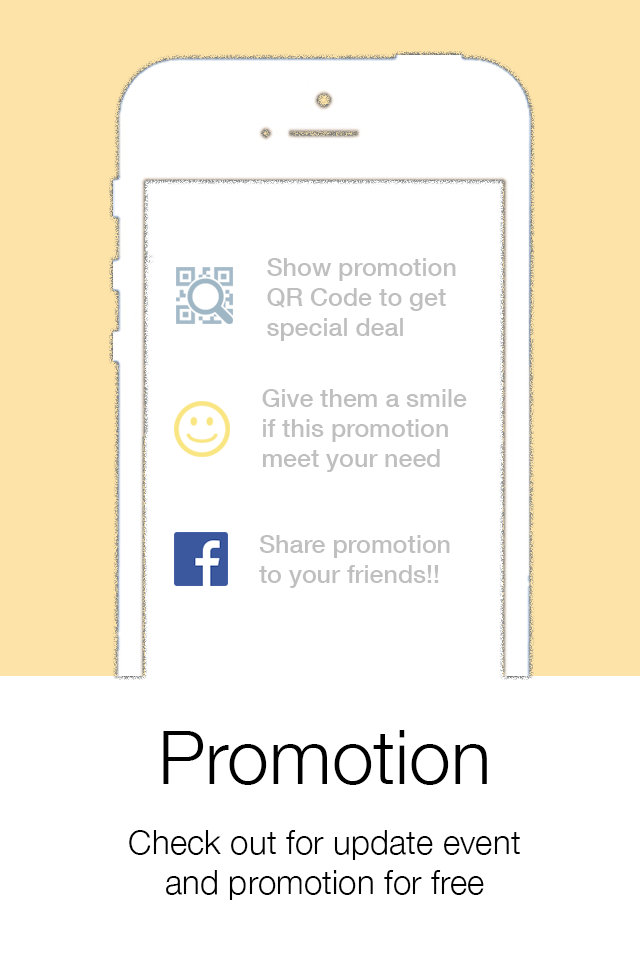 Show promotion
QR Code to get
special deal
Give them a smile
if this promotion
meet your need
Share promotion
to your friends!!
Promotion
Check out for update event
and promotion for free